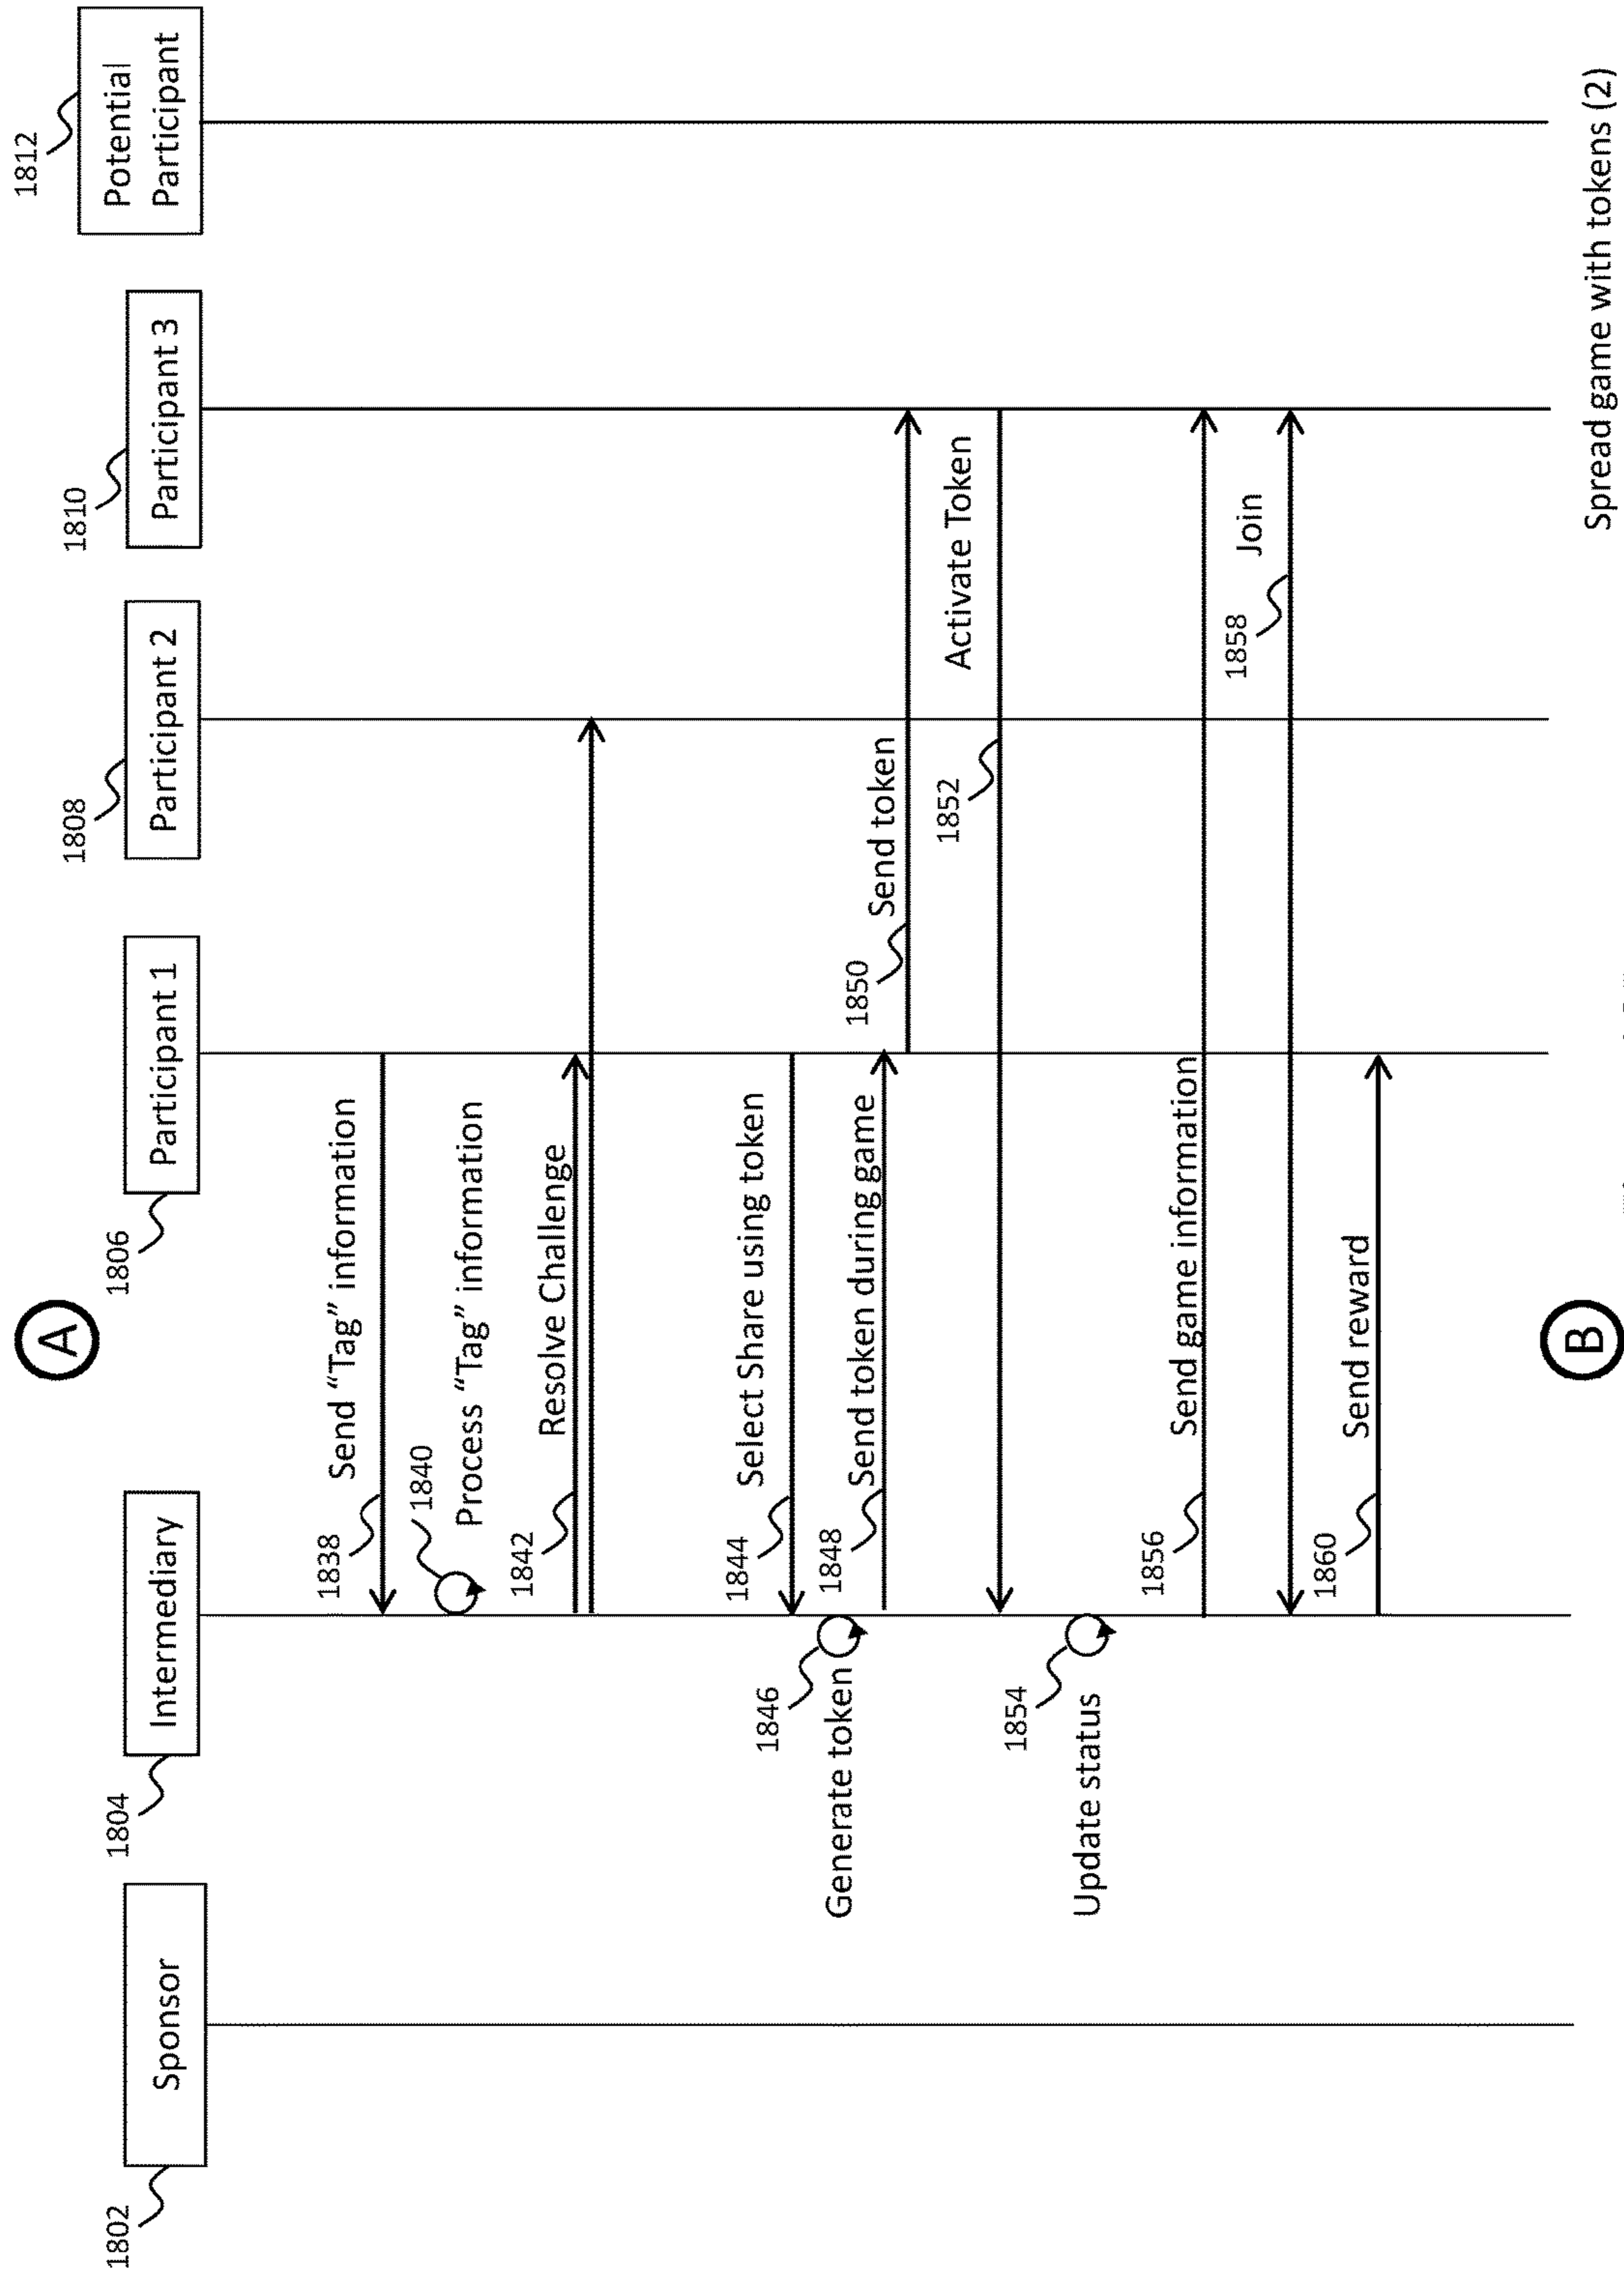 A
1802
Sponsor
1804
Intermediary
1806
Participant 1
1808
Participant 2
1810
Participant 3
1812
Potential
Participant
1838
Send “Tag” information
1840
Process “Tag” information
1842
Resolve Challenge
1844
Select Share using token
1846
Generate token
1848
Send token during game
1850
Send token
1852
Activate Token
1854
Update status
1856
Send game information
1858
Join
1860
Send reward
B
Spread game with tokens (2)